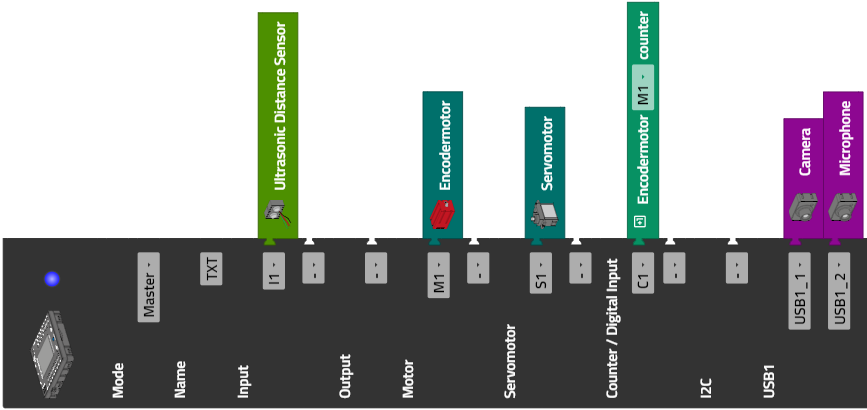 Mode
Master
Name
TXT
Input
I1
Ultrasonic Distance Sensor
-
Output
-
Motor
M1
Encodermotor
-
Servomotor
S1
Servomotor
-
Counter / Digital Input
C1
Encodermotor M1 counter
-
I2C
-
USB1
USB1_1
Camera
USB1_2
Microphone